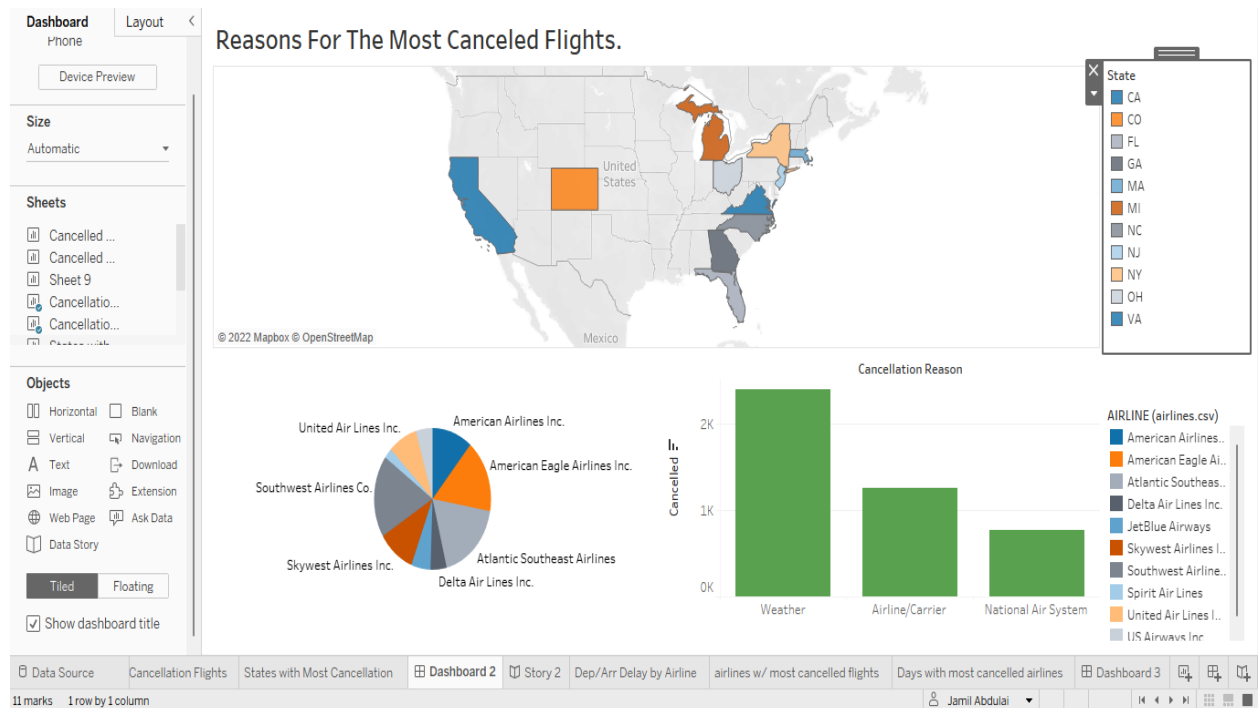 Dashboard
Layout
Phone
Device Preview
Size
Automatic
Sheets
Cancelled ...
Cancelled ...
Sheet 9
Cancellatio...
Cancellatio...
States with
Objects
Horizontal Blank
Vertical Navigation
Text Download
Image Extension
Web Page Ask Data
Data Story
Tiled Floating
Show dashboard title
Reasons For The Most Canceled Flights.
United
States
Mexico
© 2022 Mapbox © OpenStreetMap
State
CA
CO
FL
GA
MA
MI
NC
NJ
NY
OH
VA
United Air Lines Inc.
American Airlines Inc.
American Eagle Airlines Inc.
Southwest Airlines Co.
Atlantic Southeast Airlines
Skywest Airlines Inc.
Delta Air Lines Inc.
Cancellation Reason
Cancelled
2K
1K
0K
Weather
Airline/Carrier
National Air System
AIRLINE (airlines.csv)
American Airlines..
American Eagle Ai..
Atlantic Southeas..
Delta Air Lines Inc.
JetBlue Airways
Skywest Airlines I..
Southwest Airline..
Spirit Air Lines
United Air Lines I..
US Airways Inc
Data Source
Cancellation Flights
States with Most Cancellation
Dashboard 2
Story 2
Dep/Arr Delay by Airline
airlines w/ most cancelled flights
Days with most cancelled airlines
Dashboard 3
11 marks 1 row by 1 column
Jamil Abdulai